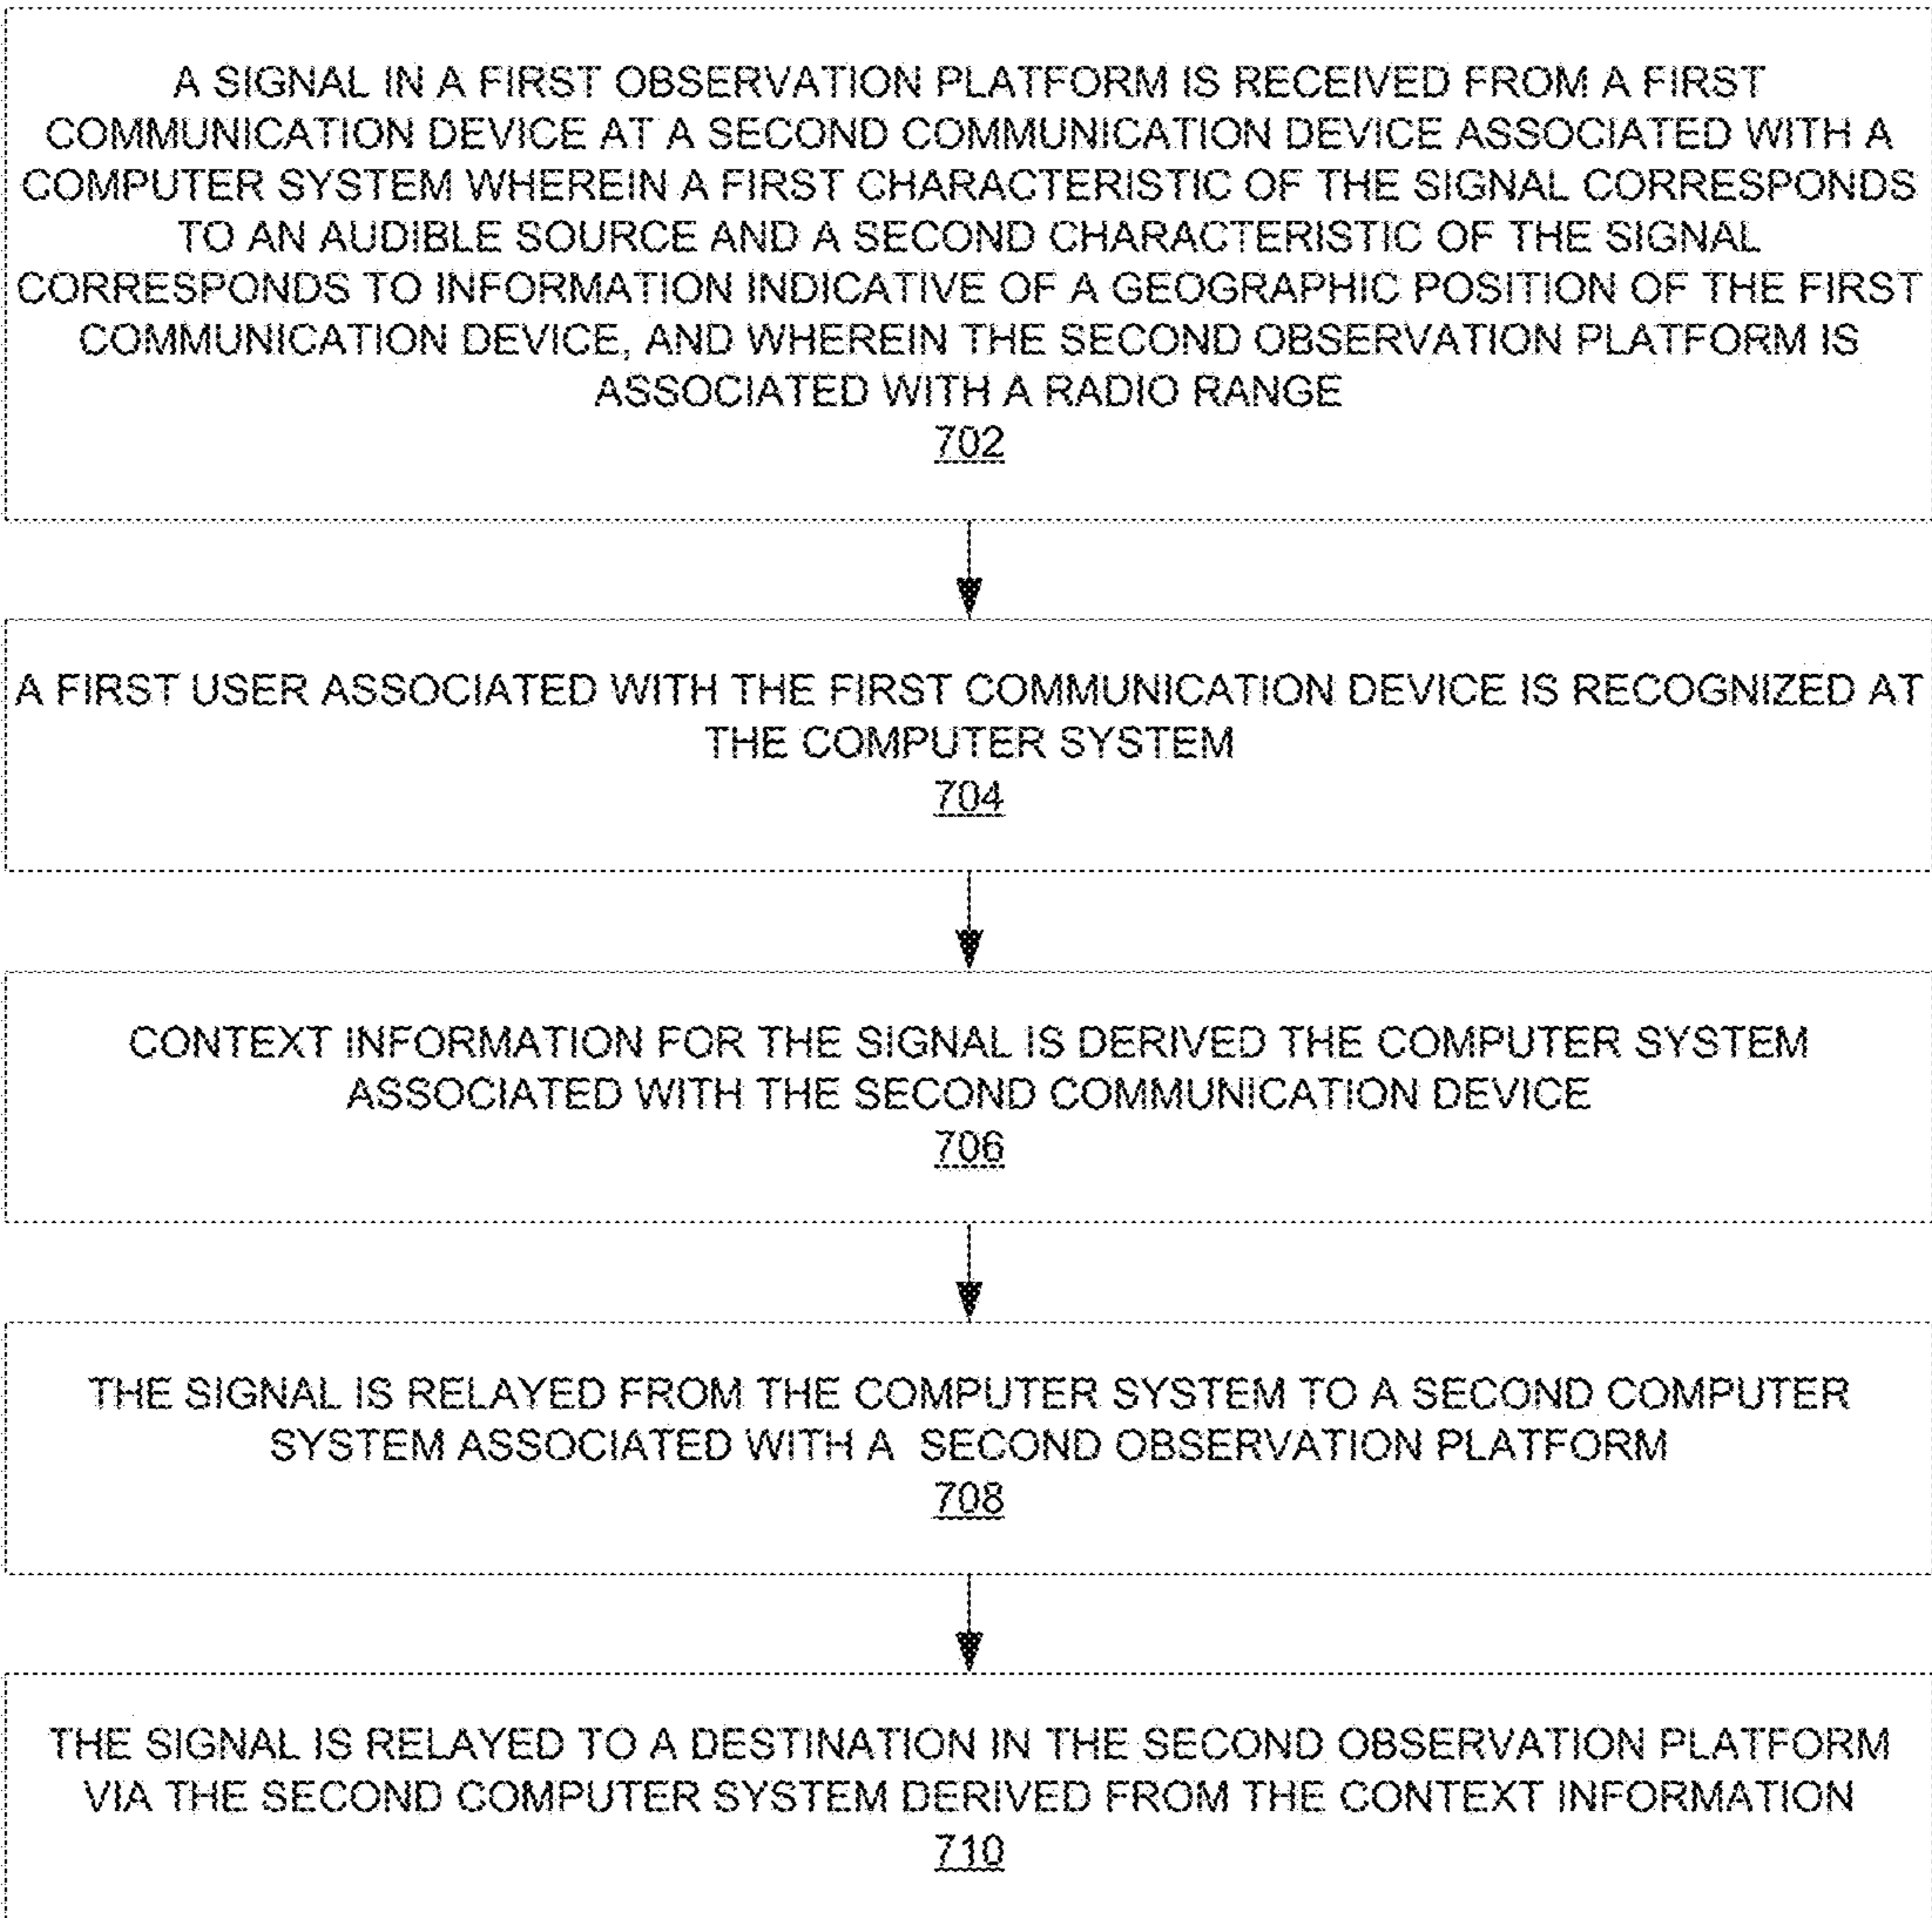 A SIGNAL IN A FIRST OBSERVATION PLATFORM IS RECEIVED FROM A FIRST
COMMUNICATION DEVICE AT A SECOND COMMUNICATION DEVICE ASSOCIATED WITH A
COMPUTER SYSTEM WHEREIN A FIRST CHARACTERISTIC OF THE SIGNAL CORRESPONDS
TO AN AUDIBLE SOURCE AND A SECOND CHARACTERISTIC OF THE SIGNAL
CORRESPONDS TO INFORMATION INDICATIVE OF A GEOGRAPHIC POSITION OF THE FIRST
COMMUNICATION DEVICE, AND WHEREIN THE SECOND OBSERVATION PLATFORM IS
ASSOCIATED WITH A RADIO RANGE
702
A FIRST USER ASSOCIATED WITH THE FIRST COMMUNICATION DEVICE IS RECOGNIZED AT
THE COMPUTER SYSTEM
704
CONTEXT INFORMATION FOR THE SIGNAL IS DERIVED THE COMPUTER SYSTEM
ASSOCIATED WITH THE SECOND COMMUNICATION DEVICE
706
THE SIGNAL IS RELAYED FROM THE COMPUTER SYSTEM TO A SECOND COMPUTER
SYSTEM ASSOCIATED WITH A SECOND OBSERVATION PLATFORM
708
THE SIGNAL IS RELAYED TO A DESTINATION IN THE SECOND OBSERVATION PLATFORM
VIA THE SECOND COMPUTER SYSTEM DERIVED FROM THE CONTEXT INFORMATION
710